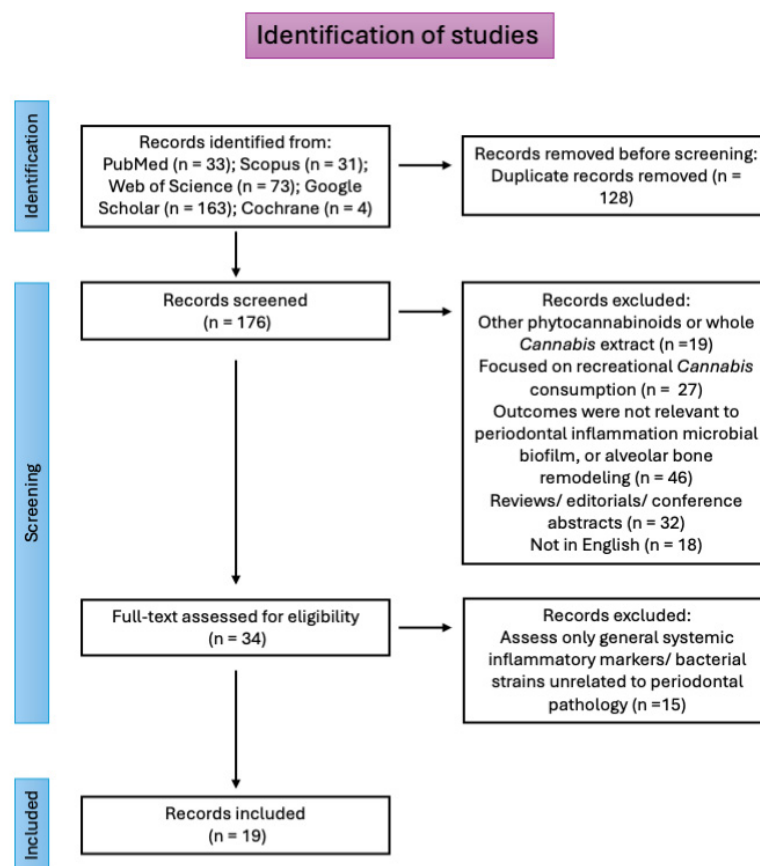 Identification of studies
Identification
Records identified from:
PubMed (n = 33); Scopus (n = 31);
Web of Science (n = 73); Google
Scholar (n = 163); Cochrane (n = 4)
Records removed before screening:
Duplicate records removed (n =
128)
Screening
Records screened
(n = 176)
Records excluded:
Other phytocannabinoids or whole
Cannabis extract (n =19)
Focused on recreational Cannabis
consumption (n = 27)
Outcomes were not relevant to
periodontal inflammation microbial
biofilm, or alveolar bone
remodeling (n = 46)
Reviews/ editorials/ conference
abstracts (n = 32)
Not in English (n = 18)
Full-text assessed for eligibility
(n = 34)
Records excluded:
Assess only general systemic
inflammatory markers/ bacterial
strains unrelated to periodontal
pathology (n =15)
Included
Records included
(n = 19)